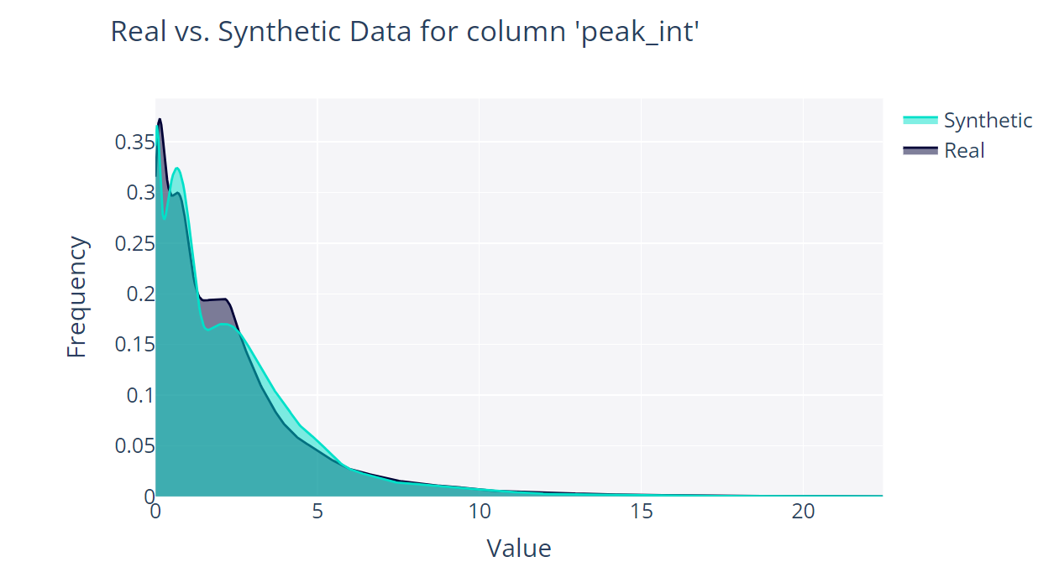 Real vs. Synthetic Data for column 'peak_int'
Synthetic
Real
Frequency
0.35
0.3
0.25
0.2
0.15
0.1
0.05
0
0 5 10 15 20
Value